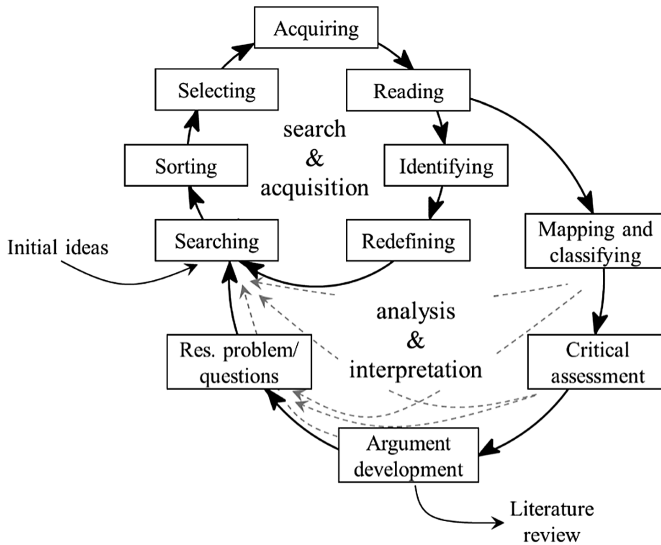 Acquiring
Selecting
Reading
search
&
acquisition
Sorting
Identifying
Initial ideas
Searching
Redefining
Mapping and
classifying
analysis
&
interpretation
Res. problem/
questions
Critical
assessment
Argument
development
Literature
review